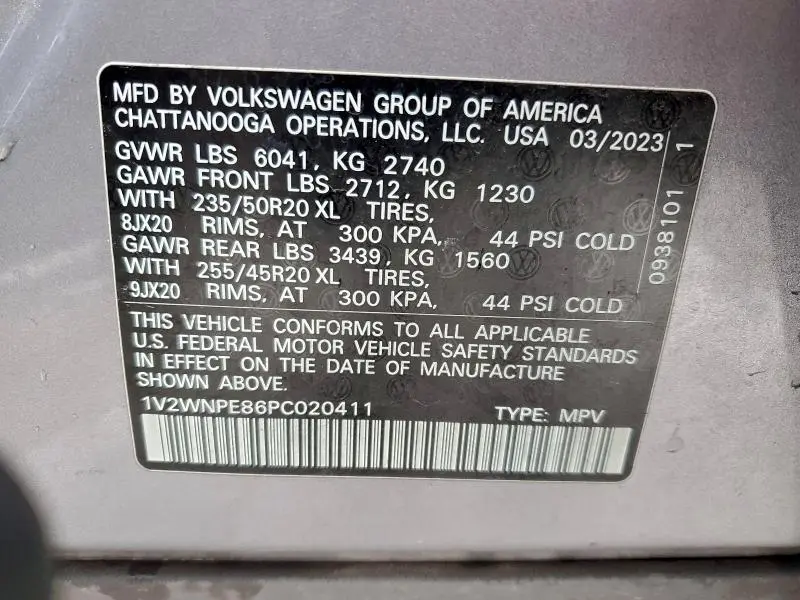 MFD BY VOLKSWAGEN GROUP OF AMERICA
CHATTANOOGA OPERATIONS, LLC. USA 03/2023
GVWR LBS 6041, KG 2740
GAWR FRONT LBS 2712, KG 1230
WITH 235/50R20 XL TIRES,
8JX20 RIMS, AT 300 KPA, 44 PSI COLD
GAWR REAR LBS 3439, KG 1560
WITH 255/45R20 XL TIRES,
9JX20 RIMS, AT 300 KPA, 44 PSI COLD
0938101 1
THIS VEHICLE CONFORMS TO ALL APPLICABLE
U.S. FEDERAL MOTOR VEHICLE SAFETY STANDARDS
IN EFFECT ON THE DATE OF MANUFACTURE
SHOWN ABOVE.
1V2WNPE86PC020411 TYPE: MPV